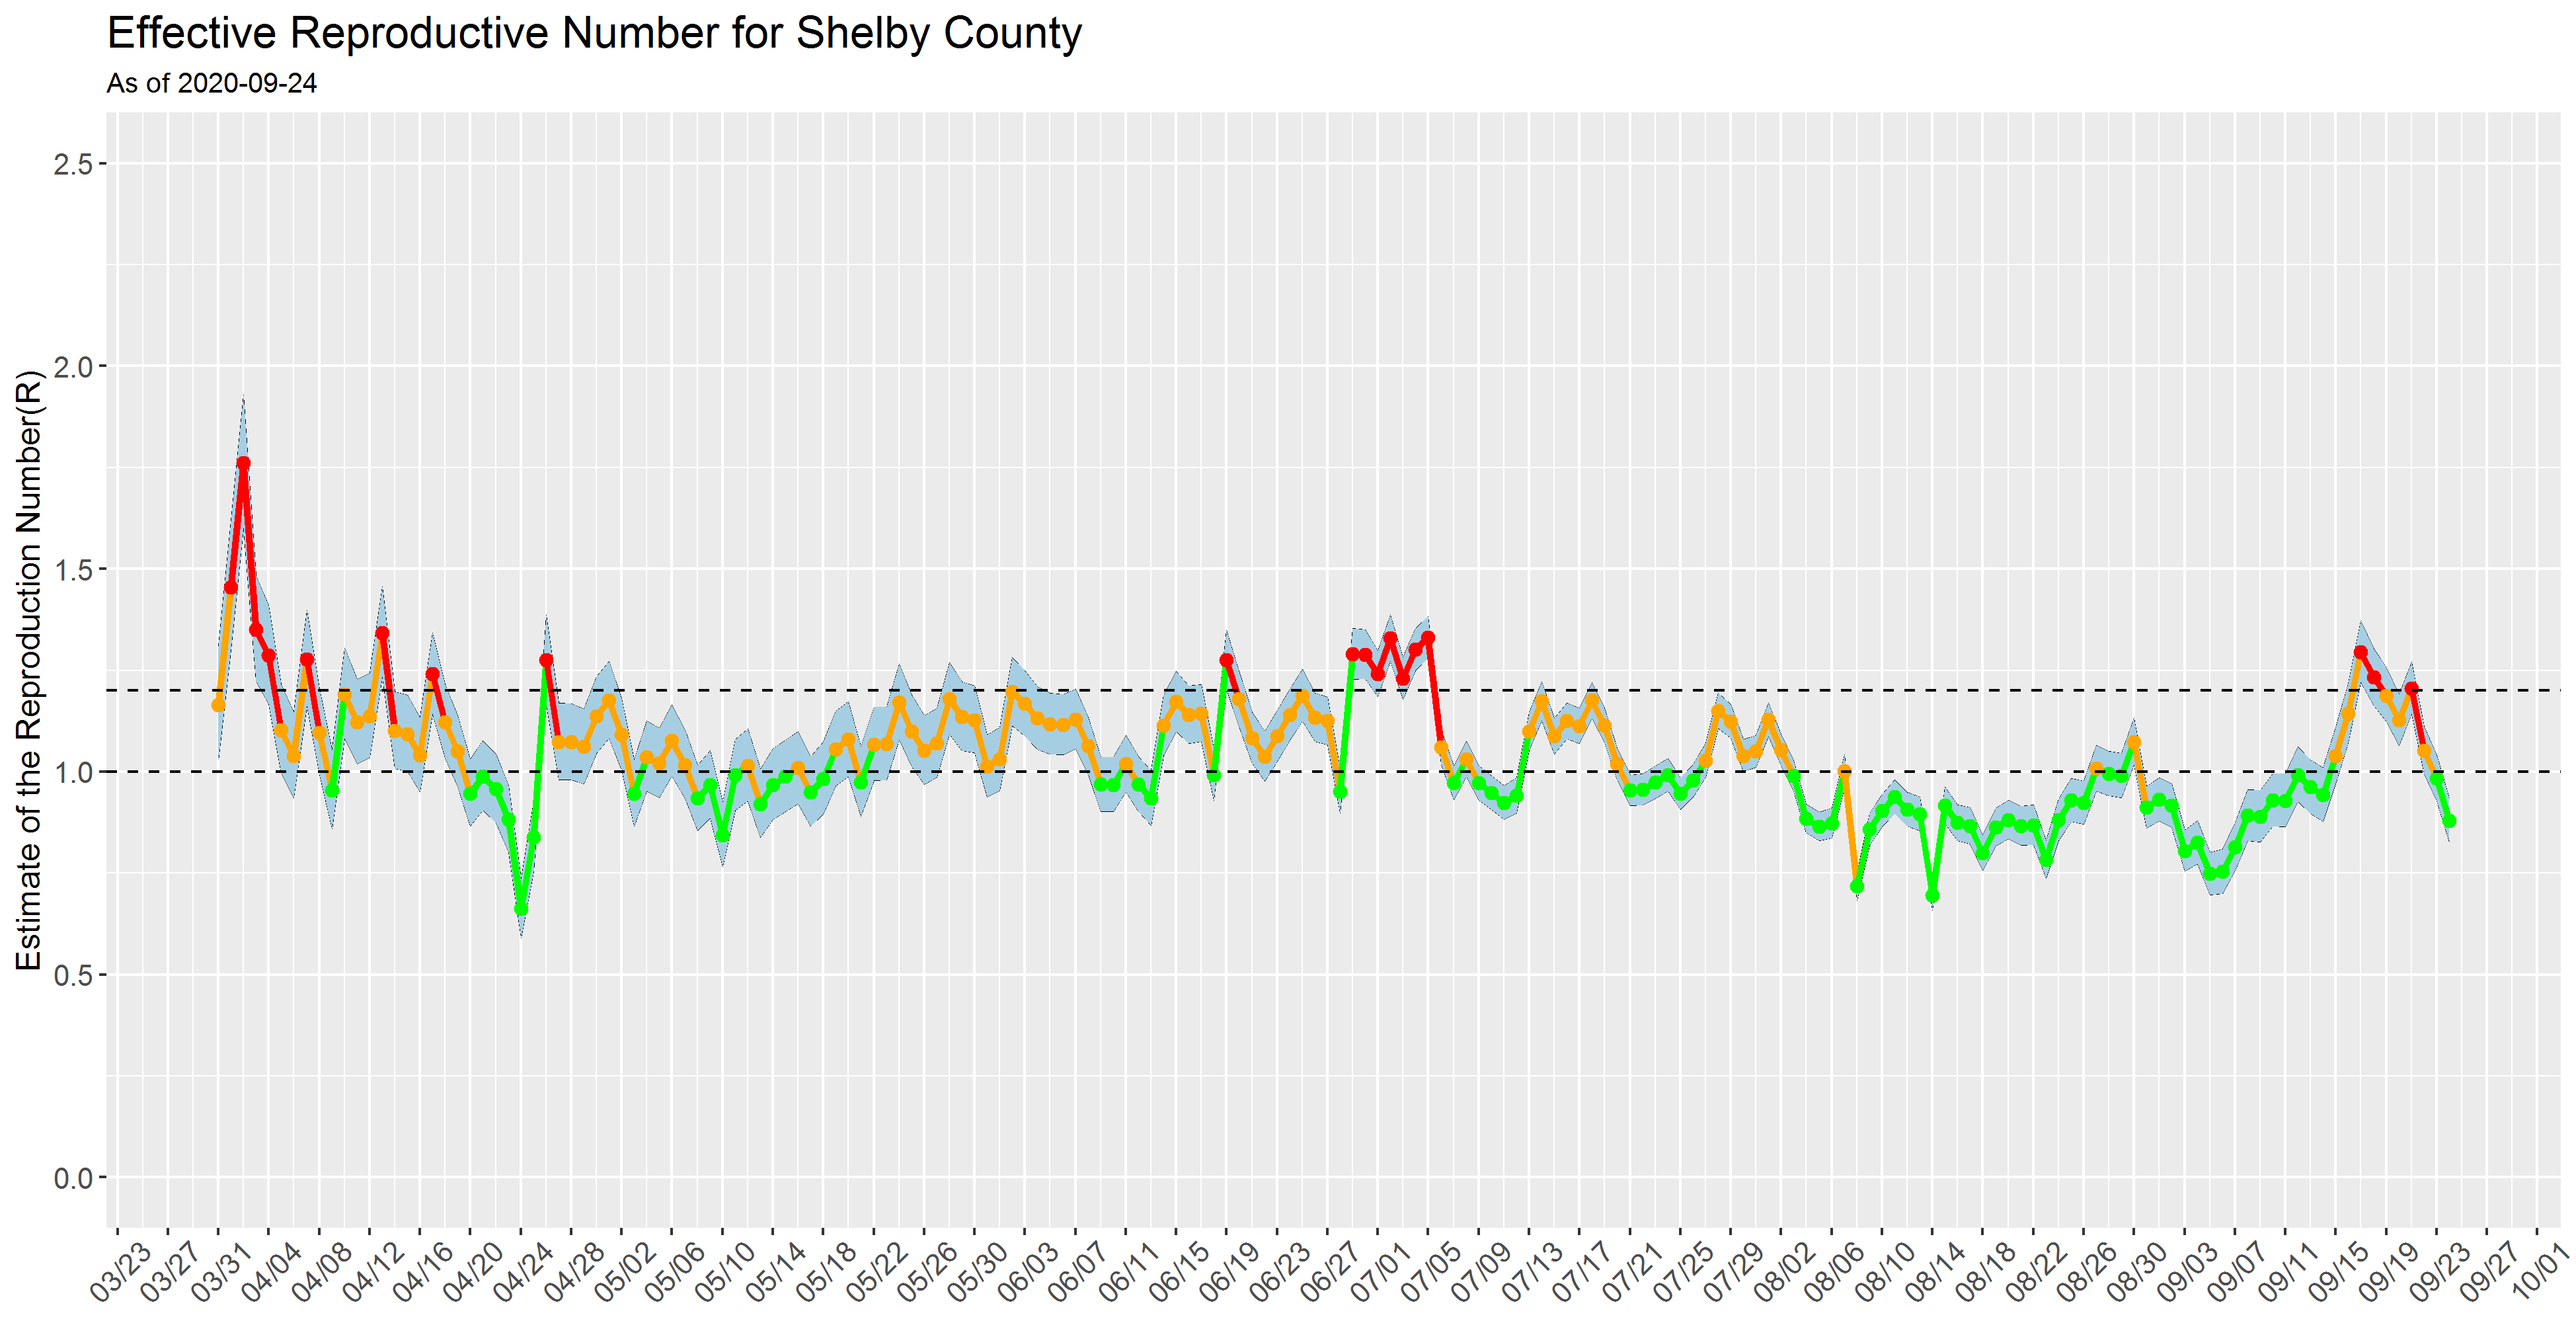 Effective Reproductive Number for Shelby County
As of 2020-09-24
Estimate of the Reproduction Number(R)
2.5
2.0
1.5
1.0
0.5
0.0
03/23 03/27 03/31 04/04 04/08 04/12 04/16 04/20 04/24 04/28 05/02 05/06 05/10 05/14 05/18 05/22 05/26 05/30 06/03 06/07 06/11 06/15 06/19 06/23 06/27 07/01 07/05 07/09 07/13 07/17 07/21 07/25 07/29 08/02 08/06 08/10 08/14 08/18 08/22 08/26 08/30 09/03 09/07 09/11 09/15 09/19 09/23 09/27 10/01